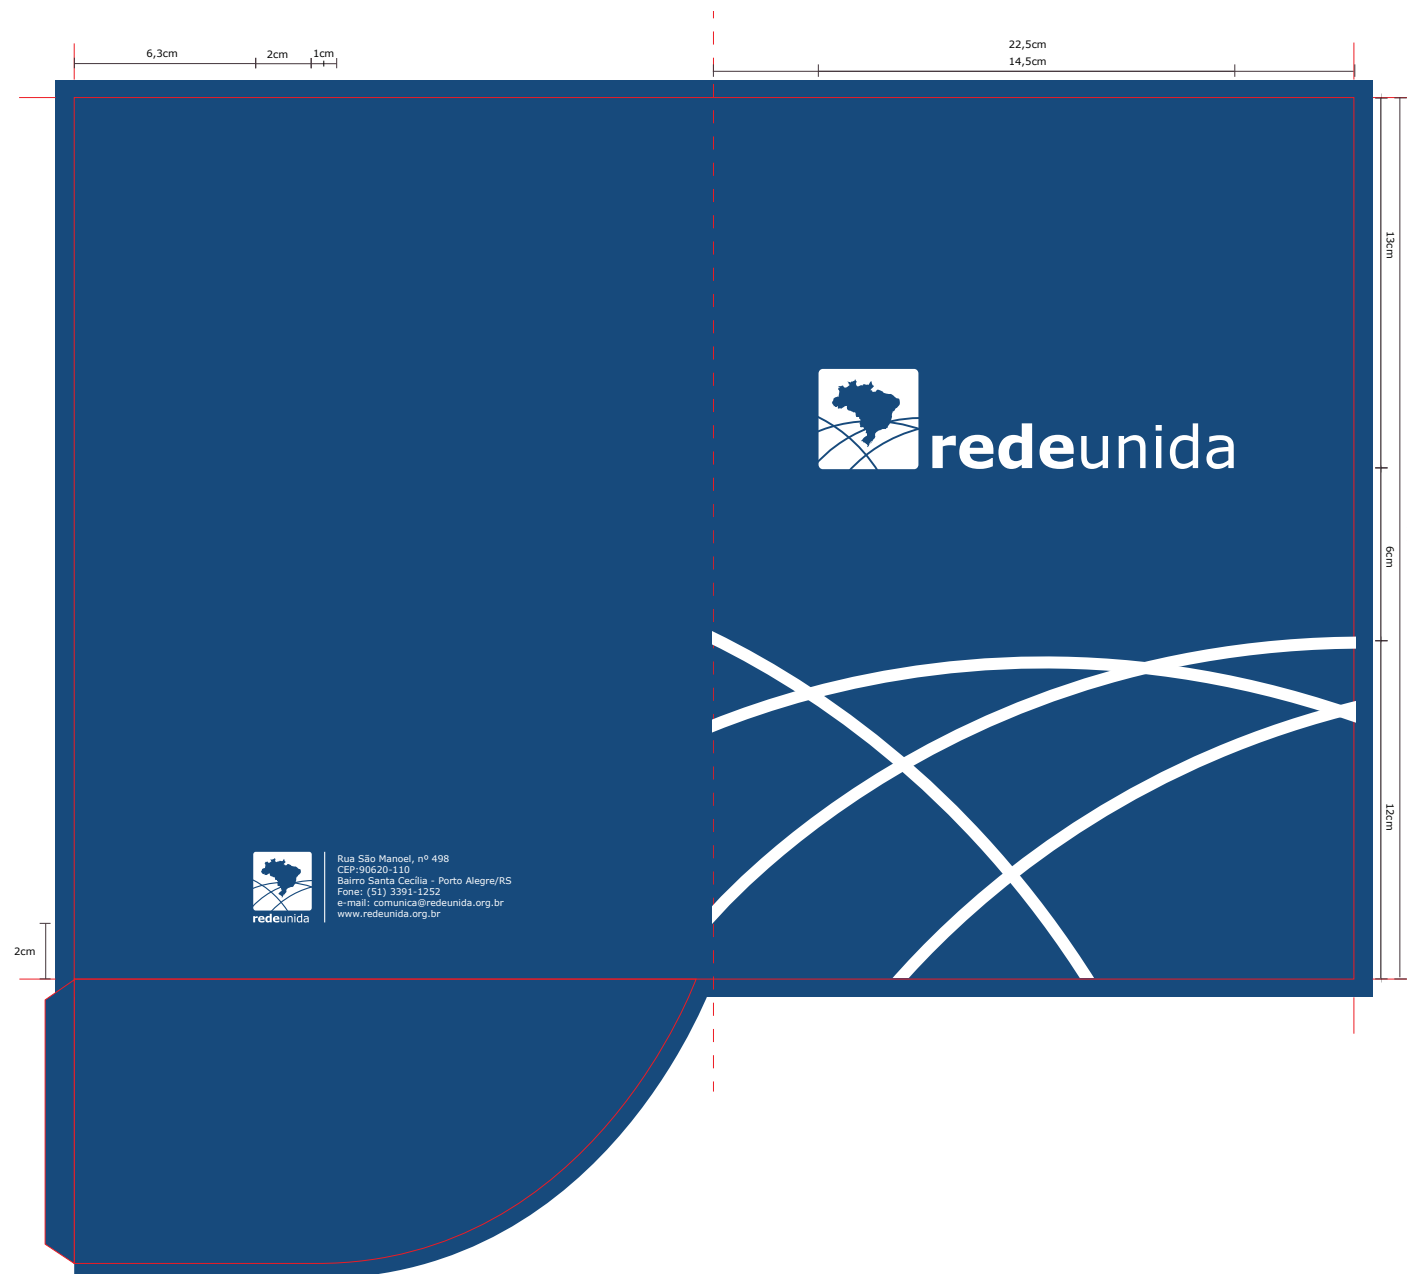 6,3cm
2cm
1cm
22,5cm
14,5cm
13cm
redeunida
6cm
12cm
Rua São Manoel, nº 498
CEP:90620-110
Bairro Santa Cecília - Porto Alegre/RS
Fone: (51) 3391-1252
e-mail: comunica@redeunida.org.br
www.redeunida.org.br
redeunida
2cm